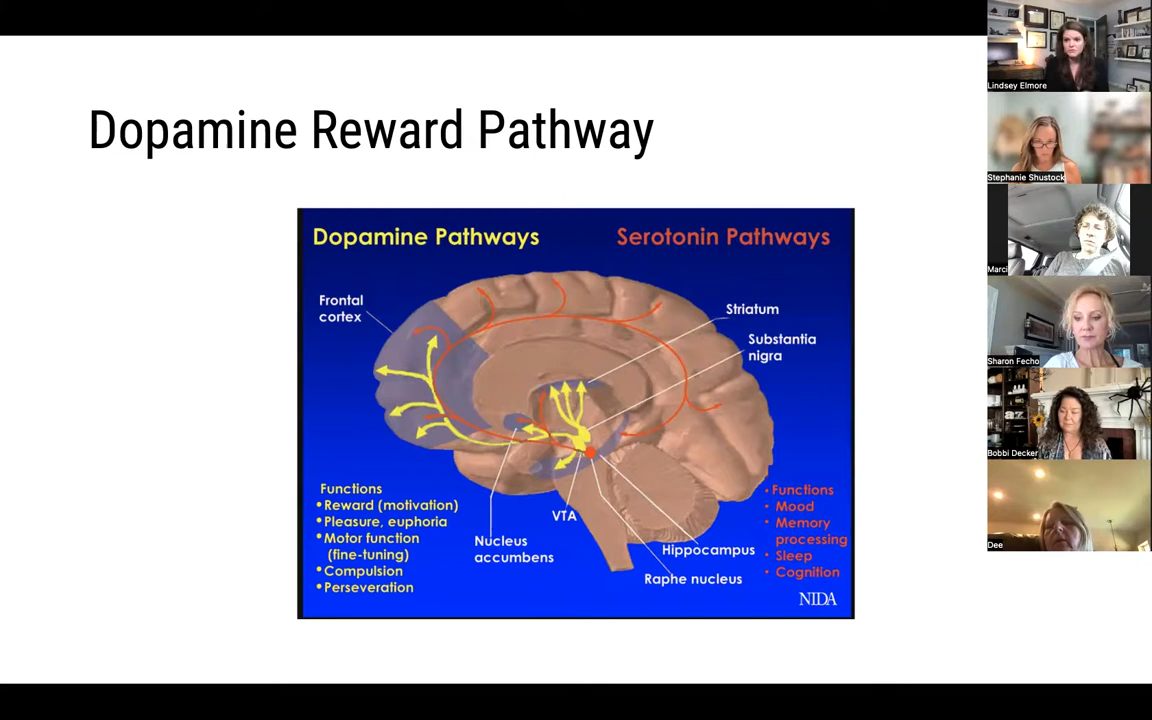 Dopamine Reward Pathway
Dopamine Pathways
Serotonin Pathways
Frontal
cortex
Striatum
Substantia
nigra
Functions
• Reward (motivation)
• Pleasure, euphoria
• Motor function
(fine-tuning)
• Compulsion
• Perseveration
Nucleus
accumbens
VTA
Hippocampus
Raphe nucleus
• Functions
• Mood
• Memory
processing
• Sleep
• Cognition
NIDA
Lindsey Elmore
Stephanie Shustock
Marci
Sharon Fecho
az
Bobbi Decker
Dee